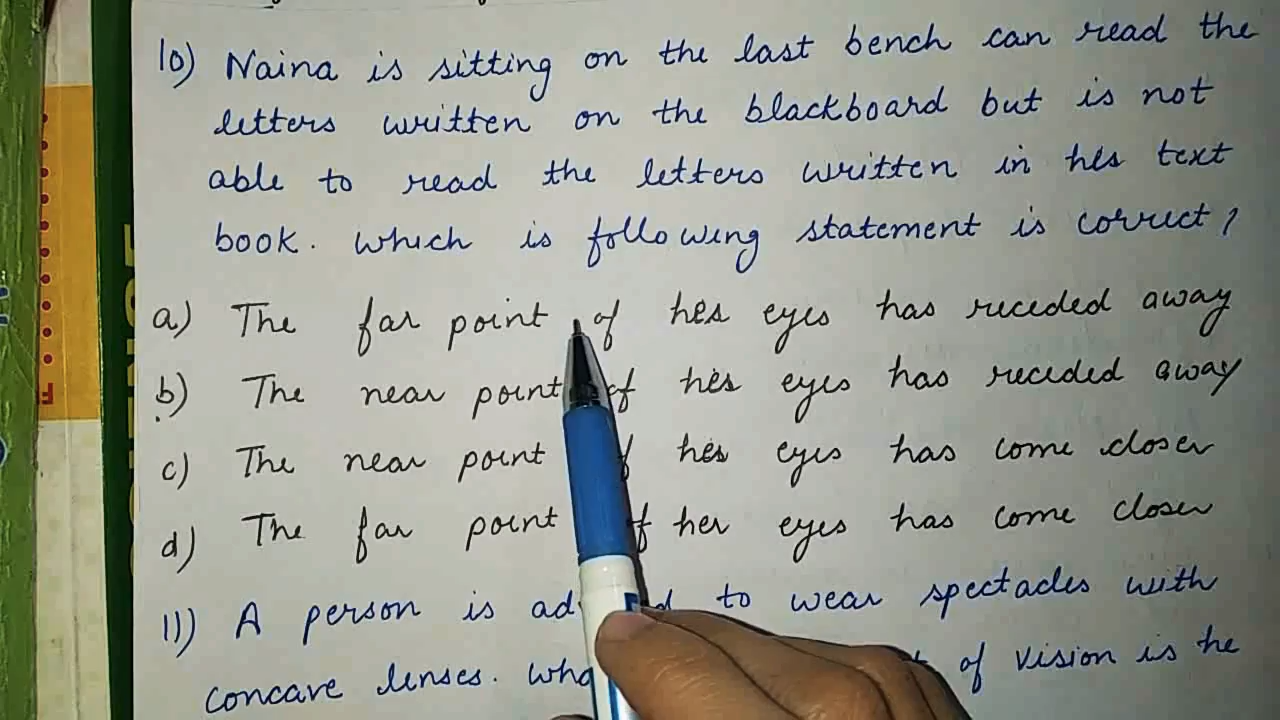 10) Naina is sitting on the last bench can read the
letters written on the blackboard but is not
able to read the letters written in hes text
book. Which is following statement is correct ?
a) The far point of hes eyes has receded away
b) The near point of hes eyes has receded away
c) The near point hes eyes has come closer
d) The far point of her eyes has come closer
11) A person is to wear spectacles with
concave lenses. of vision is he